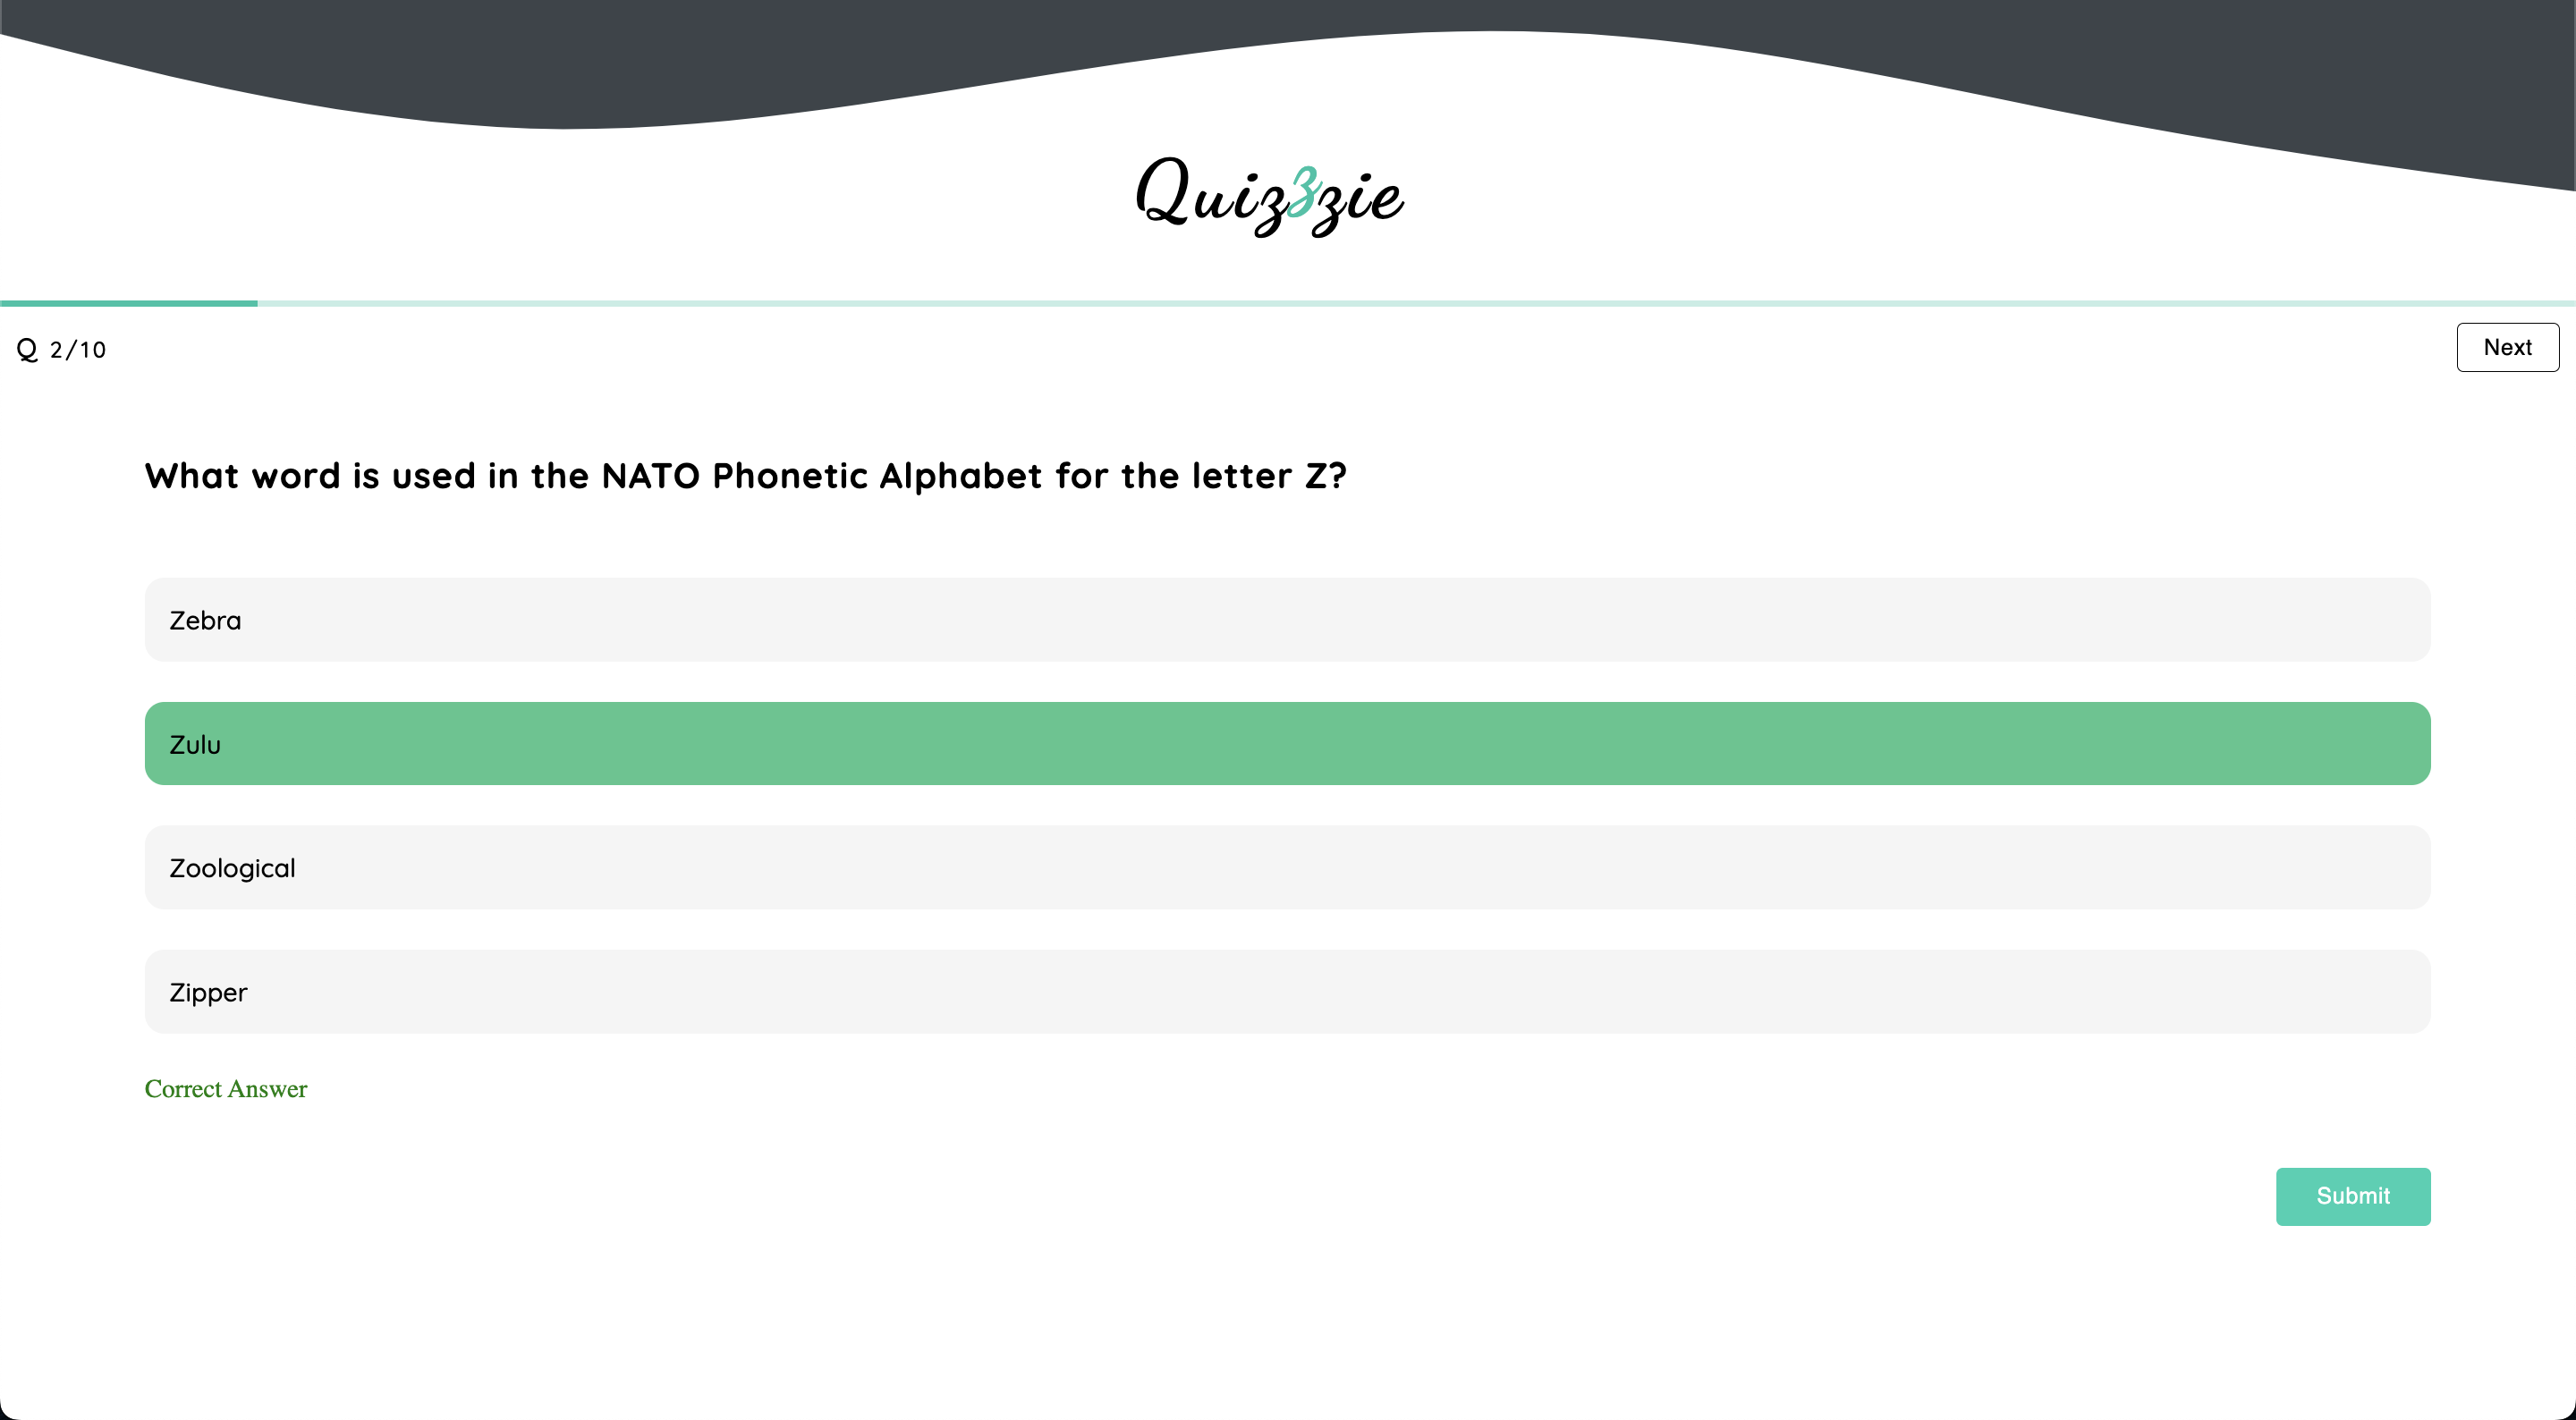 Quiz3zie
Q 2/10
Next
What word is used in the NATO Phonetic Alphabet for the letter Z?
Zebra
Zulu
Zoological
Zipper
Correct Answer
Submit